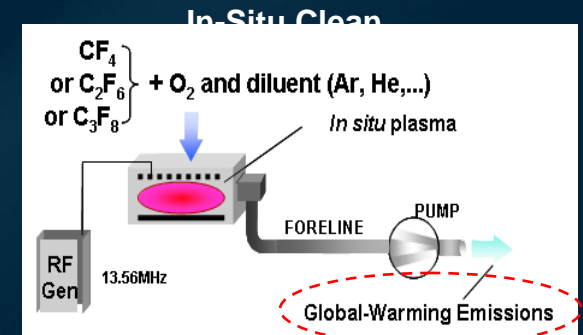 In-Situ Clean
CF₄
or C₂F₆ + O₂ and diluent (Ar, He,...)
or C₃F₈
In situ plasma
PUMP
FORELINE
RF
Gen
13.56MHz
Global-Warming Emissions